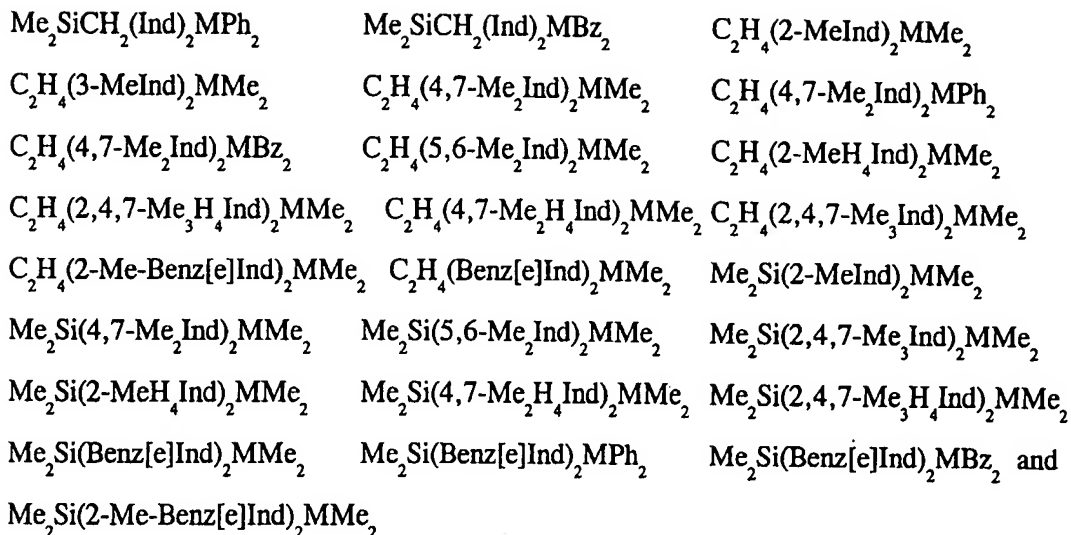 Me₂SiCH₂(Ind)₂MPh₂ Me₂SiCH₂(Ind)₂MBz₂ C₂H₄(2-MeInd)₂MMe₂
C₂H₄(3-MeInd)₂MMe₂ C₂H₄(4,7-Me₂Ind)₂MMe₂ C₂H₄(4,7-Me₂Ind)₂MPh₂
C₂H₄(4,7-Me₂Ind)₂MBz₂ C₂H₄(5,6-Me₂Ind)₂MMe₂ C₂H₄(2-MeH₄Ind)₂MMe₂
C₂H₄(2,4,7-Me₃H₄Ind)₂MMe₂ C₂H₄(4,7-Me₂H₄Ind)₂MMe₂ C₂H₄(2,4,7-Me₃Ind)₂MMe₂
C₂H₄(2-Me-Benz[e]Ind)₂MMe₂ C₂H₄(Benz[e]Ind)₂MMe₂ Me₂Si(2-MeInd)₂MMe₂
Me₂Si(4,7-Me₂Ind)₂MMe₂ Me₂Si(5,6-Me₂Ind)₂MMe₂ Me₂Si(2,4,7-Me₃Ind)₂MMe₂
Me₂Si(2-MeH₄Ind)₂MMe₂ Me₂Si(4,7-Me₂H₄Ind)₂MMe₂ Me₂Si(2,4,7-Me₃H₄Ind)₂MMe₂
Me₂Si(Benz[e]Ind)₂MMe₂ Me₂Si(Benz[e]Ind)₂MPh₂ Me₂Si(Benz[e]Ind)₂MBz₂ and
Me₂Si(2-Me-Benz[e]Ind)₂MMe₂